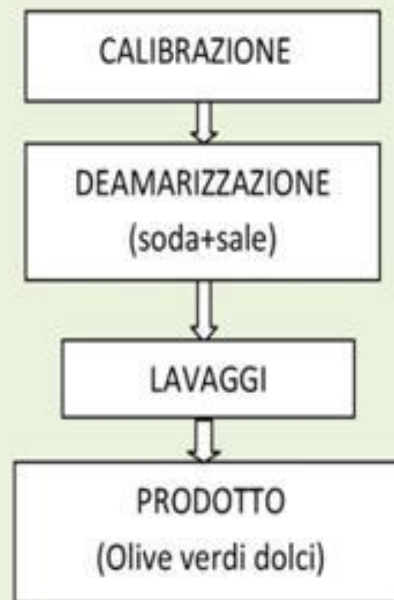 CALIBRAZIONE
DEAMARIZZAZIONE
(soda+sale)
LAVAGGI
PRODOTTO
(Olive verdi dolci)